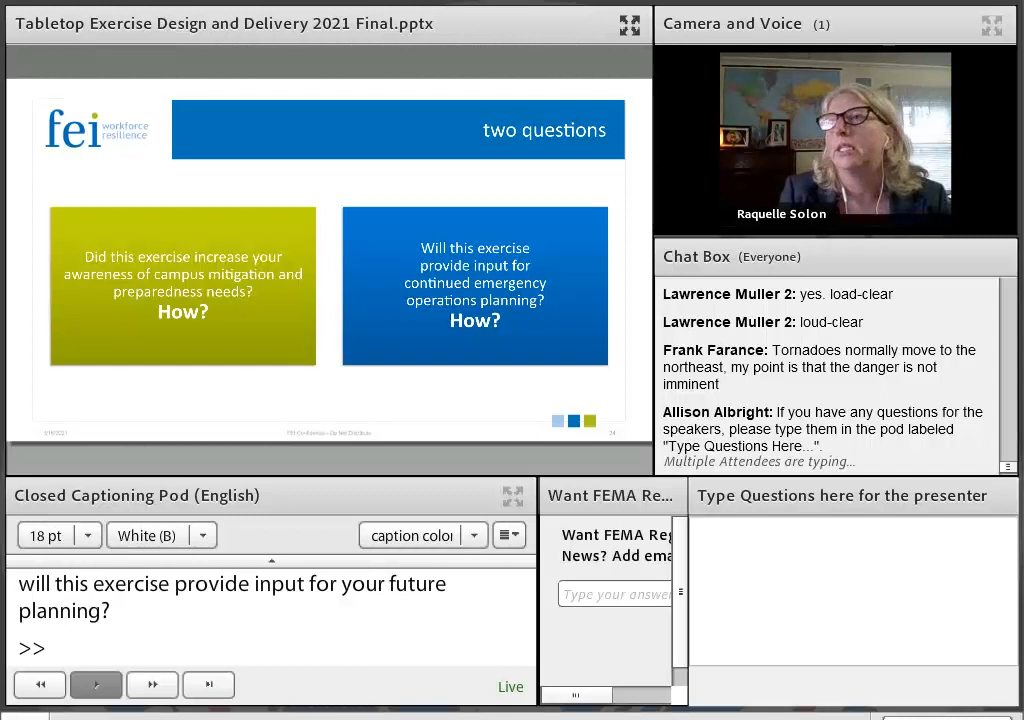 Tabletop Exercise Design and Delivery 2021 Final.pptx
fei workforce
resilience
two questions
Did this exercise increase your
awareness of campus mitigation and
preparedness needs?
How?
Will this exercise
provide input for
continued emergency
operations planning?
How?
24
Camera and Voice (1)
Raquelle Solon
Chat Box (Everyone)
Lawrence Muller 2: yes. load-clear
Lawrence Muller 2: loud-clear
Frank Farance: Tornadoes normally move to the
northeast, my point is that the danger is not
imminent
Allison Albright: If you have any questions for the
speakers, please type them in the pod labeled
"Type Questions Here...".
Multiple Attendees are typing...
Closed Captioning Pod (English)
18 pt
White (B)
caption color
will this exercise provide input for your future
planning?
>>
Live
Want FEMA Re...
Want FEMA Reg
News? Add ema
Type your answer
Type Questions here for the presenter